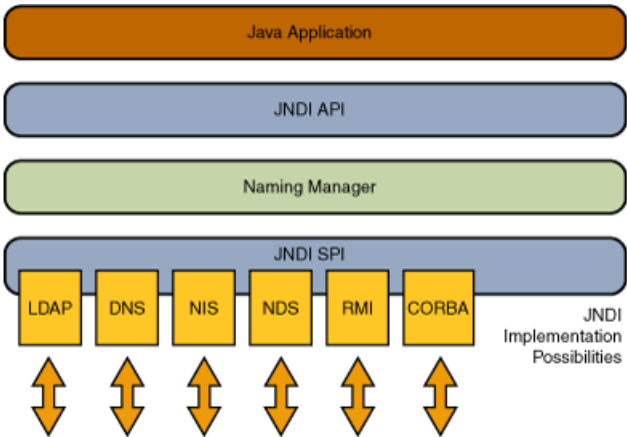 Java Application
JNDI API
Naming Manager
JNDI SPI
LDAP
DNS
NIS
NDS
RMI
CORBA
JNDI
Implementation
Possibilities